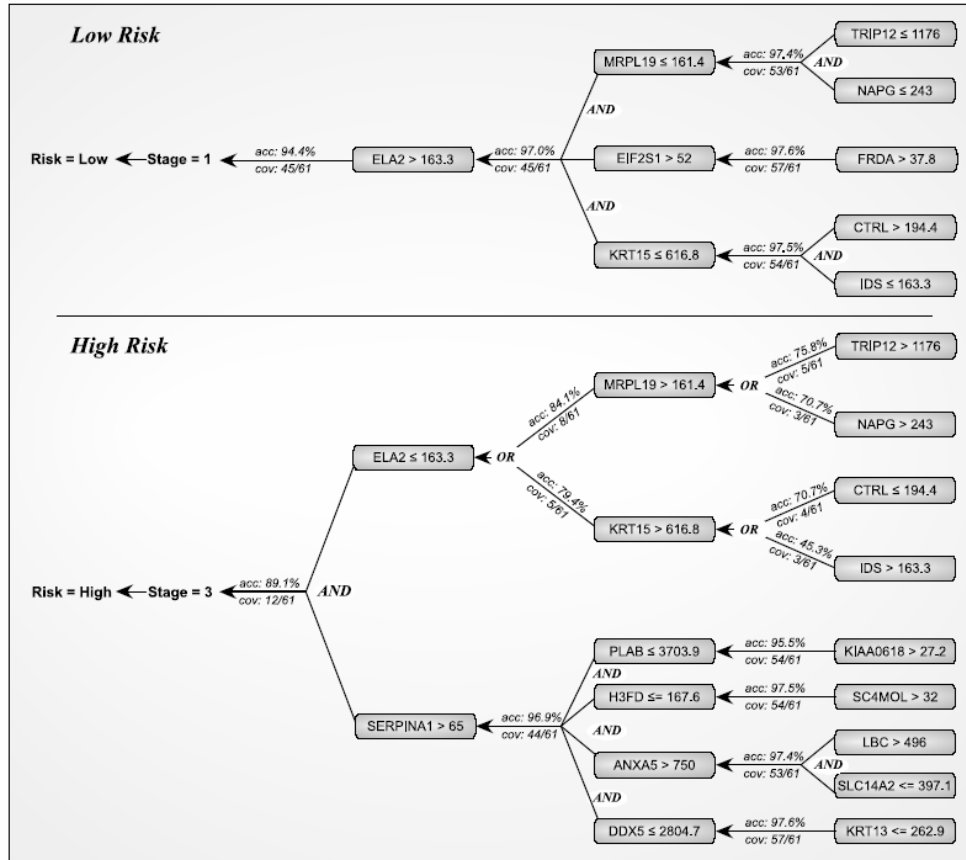 Low Risk
TRIP12 ≤ 1176
MRPL19 ≤ 161.4
acc: 97.4%
cov: 53/61
AND
NAPG ≤ 243
AND
Risk = Low
Stage = 1
acc: 94.4%
cov: 45/61
ELA2 > 163.3
acc: 97.0%
cov: 45/61
EIF2S1 > 52
acc: 97.6%
cov: 57/61
FRDA > 37.8
AND
CTRL > 194.4
KRT15 ≤ 616.8
acc: 97.5%
cov: 54/61
AND
IDS ≤ 163.3
High Risk
TRIP12 > 1176
acc: 75.8%
cov: 5/61
MRPL19 > 161.4
OR
acc: 70.7%
cov: 3/61
NAPG > 243
acc: 84.1%
cov: 8/61
ELA2 ≤ 163.3
OR
acc: 79.4%
cov: 5/61
CTRL ≤ 194.4
acc: 70.7%
cov: 4/61
KRT15 > 616.8
OR
acc: 45.3%
cov: 3/61
IDS > 163.3
Risk = High
Stage = 3
acc: 89.1%
cov: 12/61
AND
PLAB ≤ 3703.9
acc: 95.5%
cov: 54/61
KIAA0618 > 27.2
AND
H3FD <= 167.6
acc: 97.5%
cov: 54/61
SC4MOL > 32
SERPINA1 > 65
acc: 96.9%
cov: 44/61
AND
LBC > 496
ANXA5 > 750
acc: 97.4%
cov: 53/61
AND
SLC14A2 <= 397.1
AND
DDX5 ≤ 2804.7
acc: 97.6%
cov: 57/61
KRT13 <= 262.9